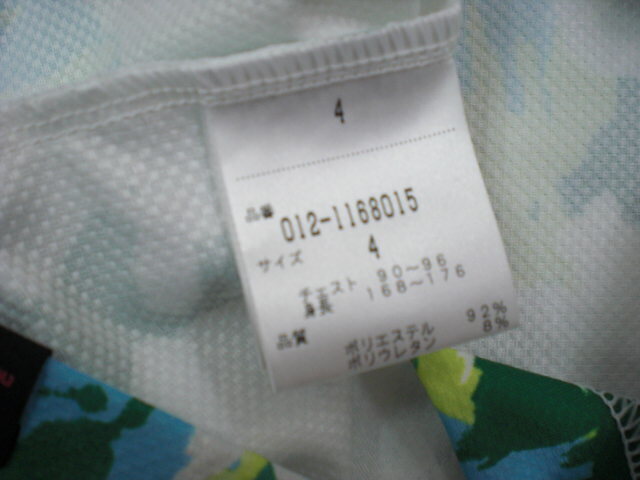 4
品番 012-1168015
サイズ 4
チェスト 90〜96
身長 168〜176
品質 ポリエステル 92%
ポリウレタン 8%